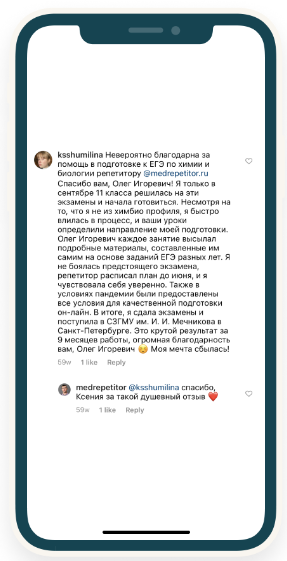 ksshumilina Невероятно благодарна за
помощь в подготовке к ЕГЭ по химии и
биологии репетитору @medrepetitor.ru
Спасибо вам, Олег Игоревич! Я только в
сентябре 11 класса решилась на эти
экзамены и начала готовиться. Несмотря на
то, что я не из химбио профиля, я быстро
влилась в процесс, и ваши уроки
определили направление моей подготовки.
Олег Игоревич каждое занятие высылал
подробные материалы, составленные им
самим на основе заданий ЕГЭ разных лет. Я
не боялась предстоящего экзамена,
репетитор расписал план до июня, и я
чувствовала себя уверенно. Также в
условиях пандемии были предоставлены
все условия для качественной подготовки
он-лайн. В итоге, я сдала экзамены и
поступила в СЗГМУ им. И. И. Мечникова в
Санкт-Петербурге. Это крутой результат за
9 месяцев работы, огромная благодарность
вам, Олег Игоревич 😌 Моя мечта сбылась!
59w 1 like Reply
medrepetitor @ksshumilina спасибо,
Ксения за такой душевный отзыв ❤️
59w 1 like Reply